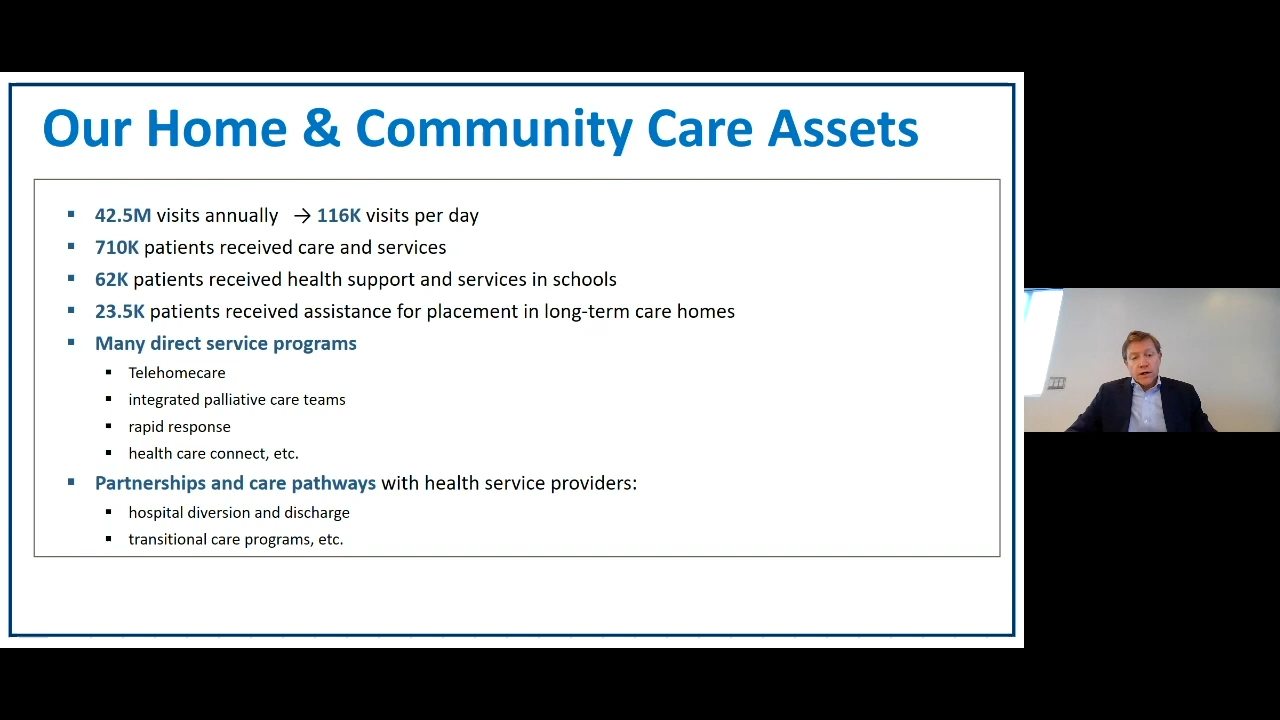 Our Home & Community Care Assets
▪ 42.5M visits annually → 116K visits per day
▪ 710K patients received care and services
▪ 62K patients received health support and services in schools
▪ 23.5K patients received assistance for placement in long-term care homes
▪ Many direct service programs
▪ Telehomecare
▪ integrated palliative care teams
▪ rapid response
▪ health care connect, etc.
▪ Partnerships and care pathways with health service providers:
▪ hospital diversion and discharge
▪ transitional care programs, etc.